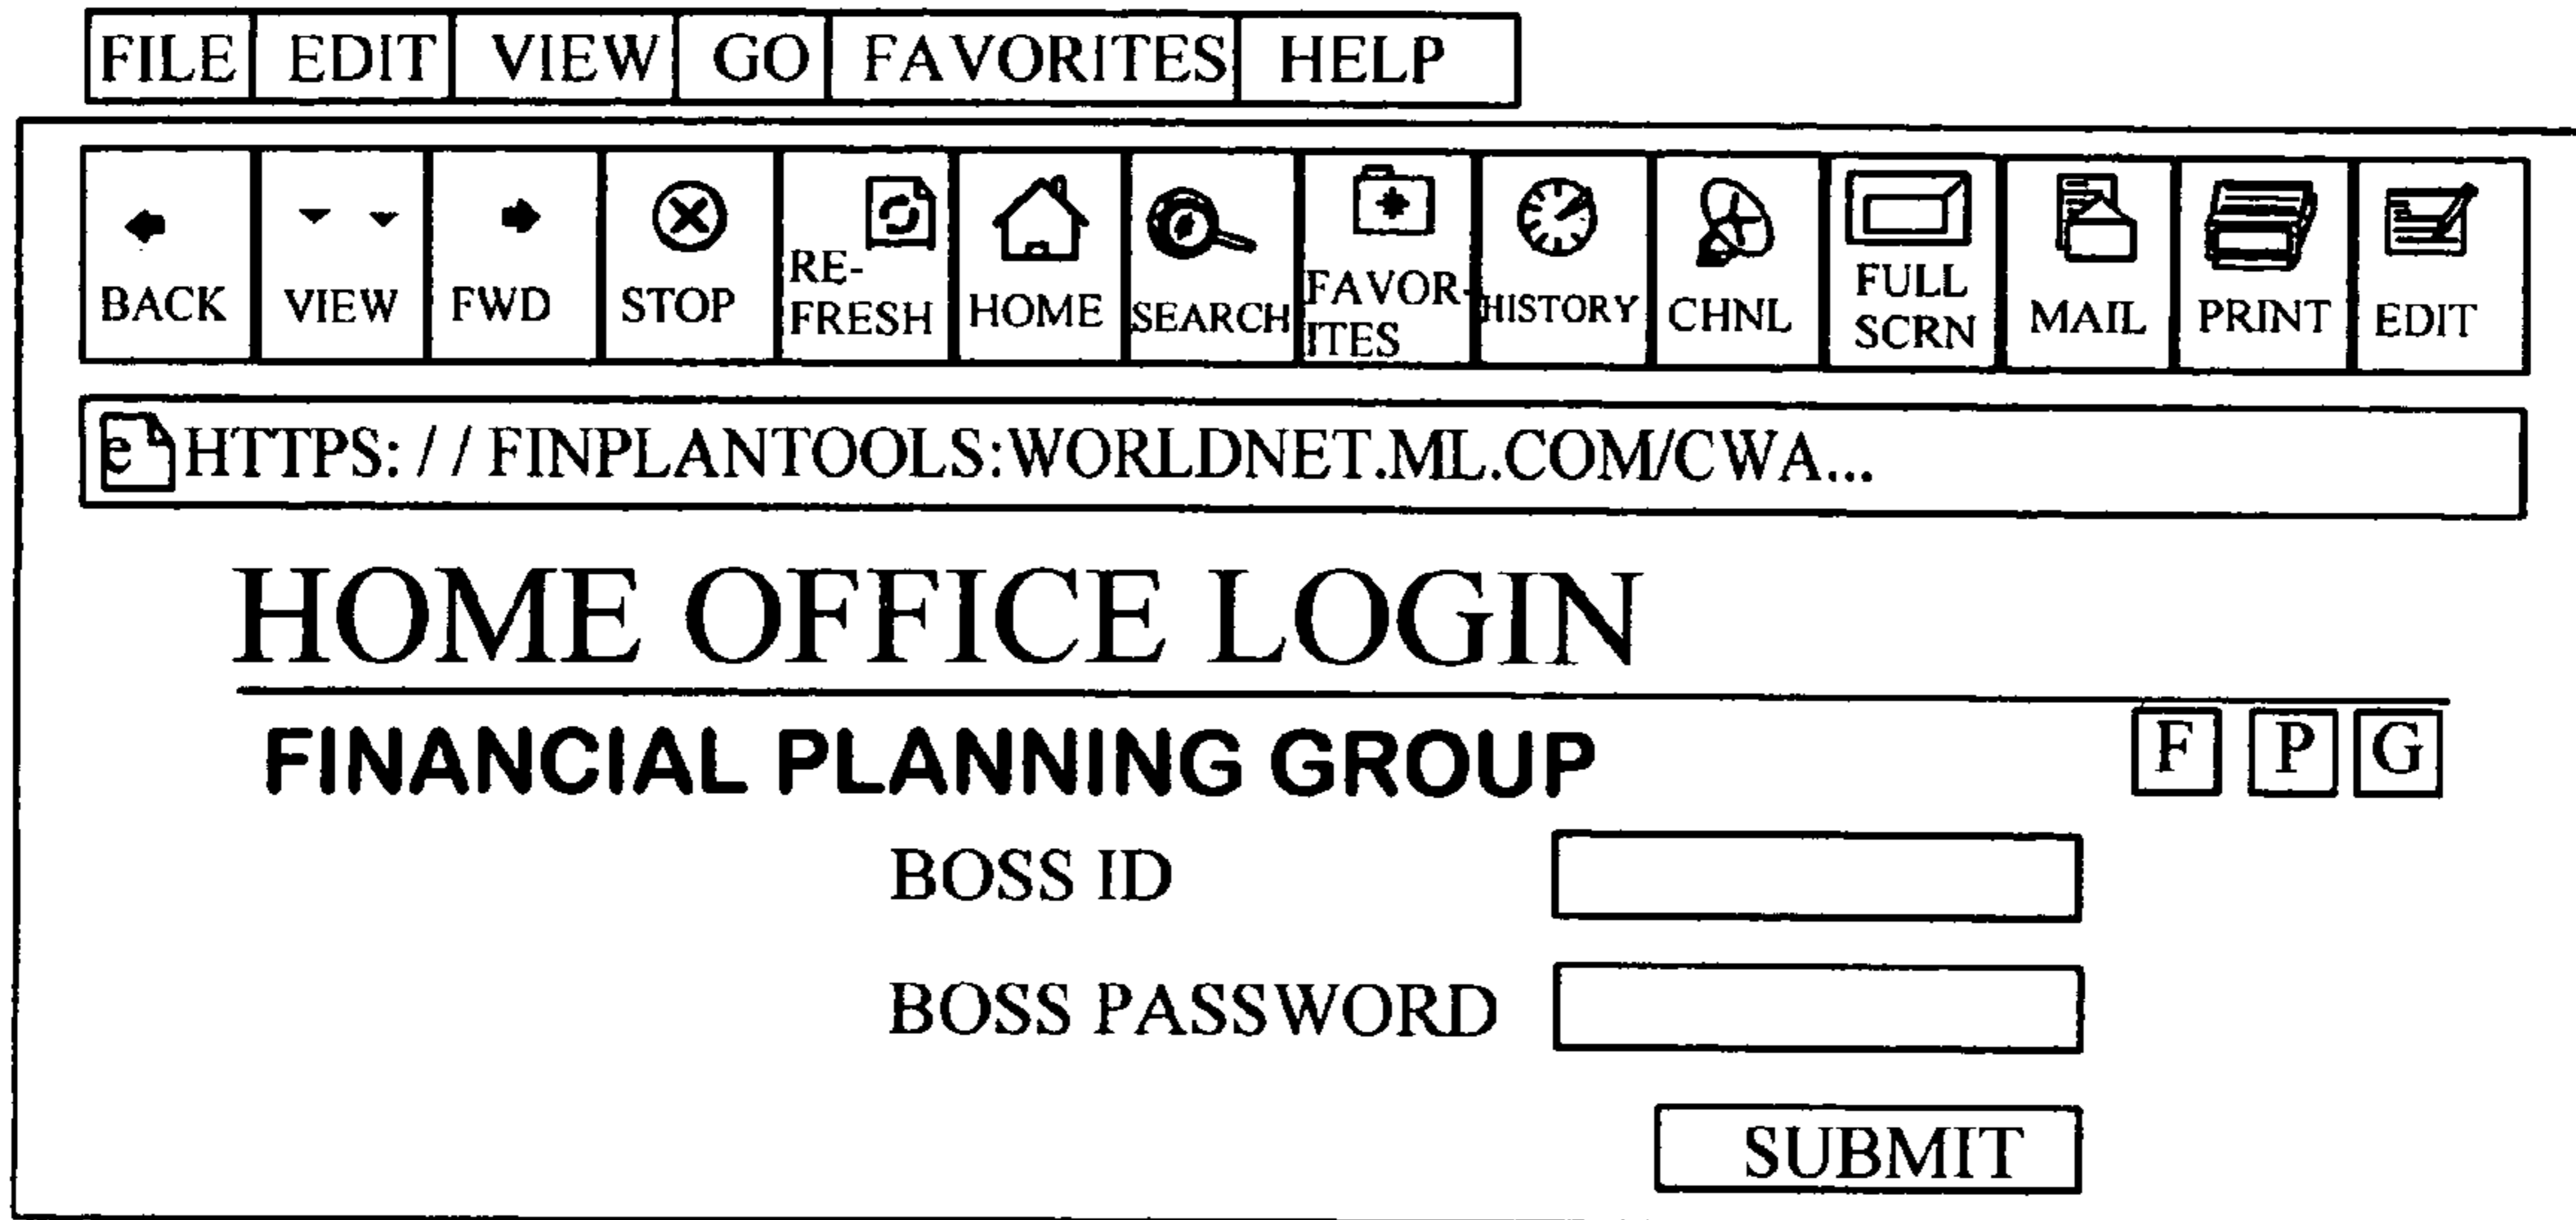 FILE EDIT VIEW GO FAVORITES HELP
BACK VIEW FWD STOP RE-FRESH HOME SEARCH FAVOR-ITES HISTORY CHNL FULL SCRN MAIL PRINT EDIT
e HTTPS: / / FINPLANTOOLS:WORLDNET.ML.COM/CWA...
HOME OFFICE LOGIN
FINANCIAL PLANNING GROUP F P G
BOSS ID
BOSS PASSWORD
SUBMIT